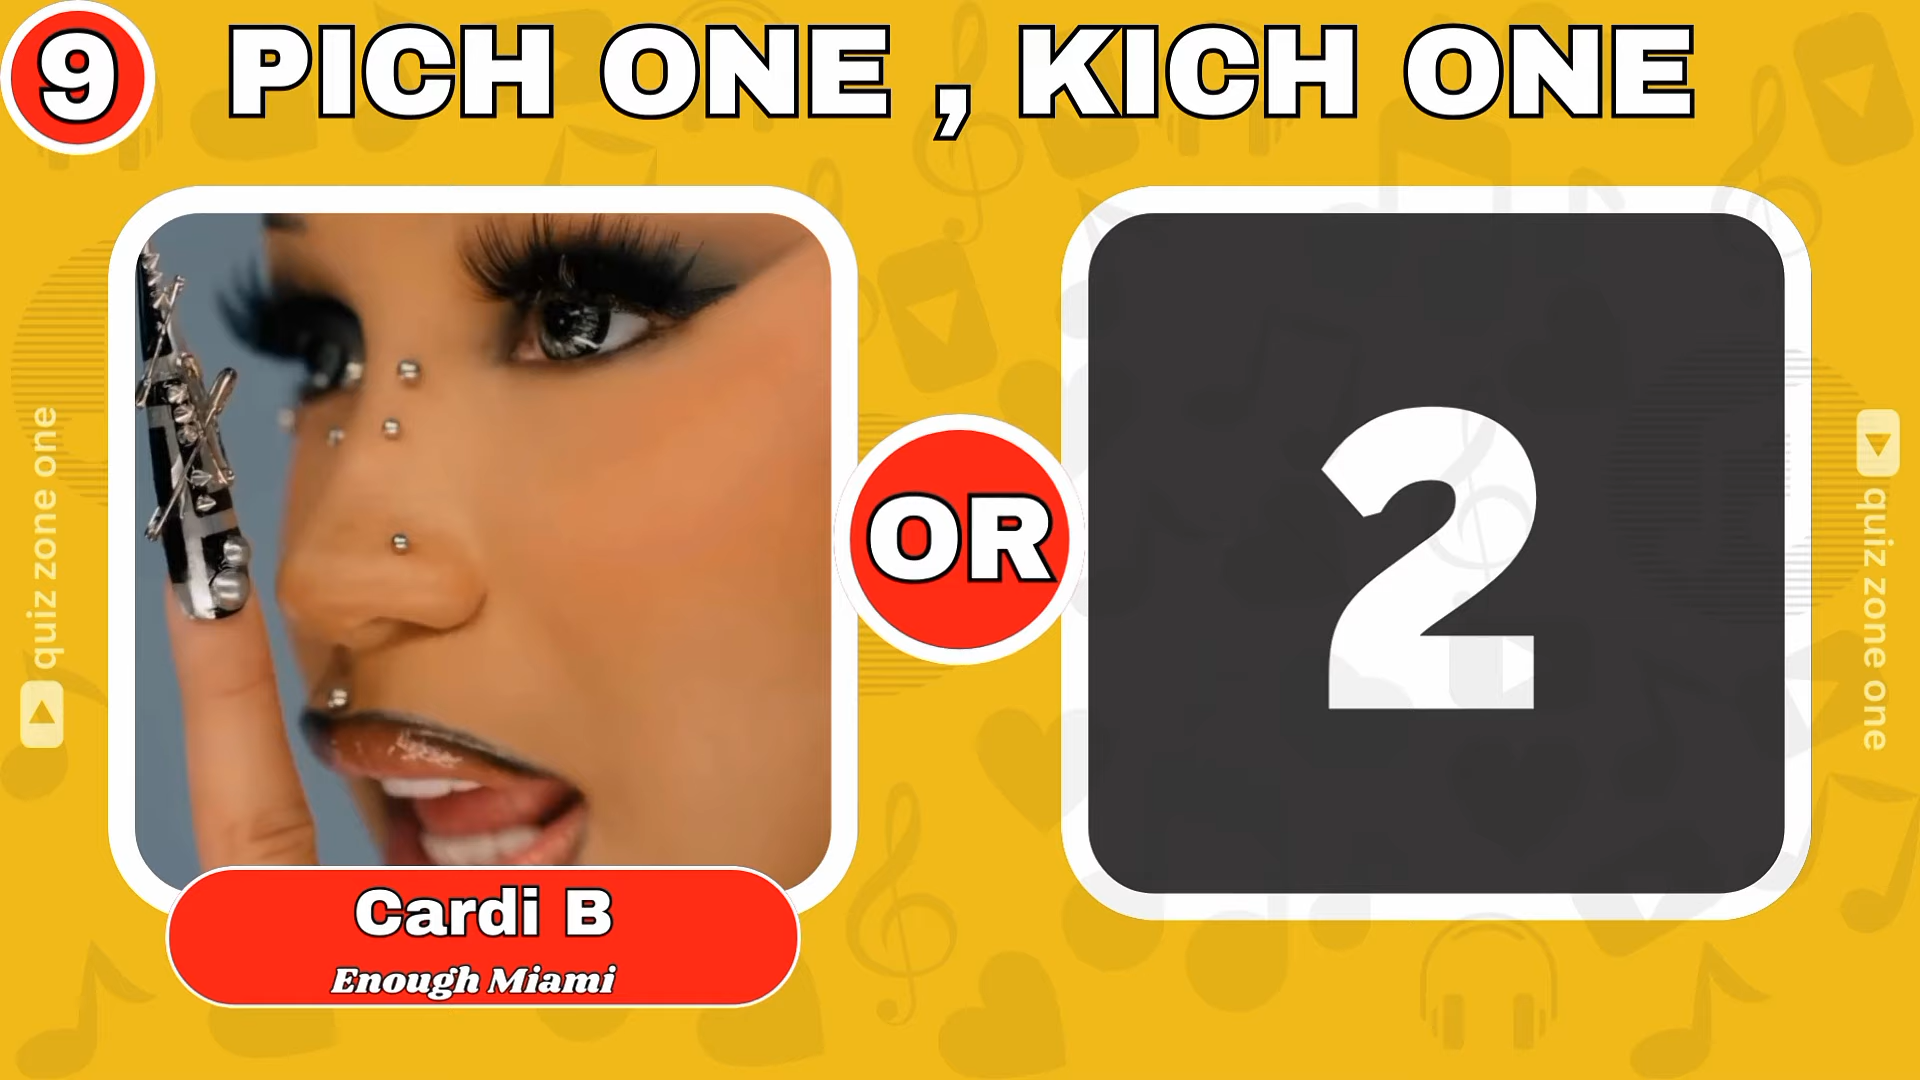 9
PICH ONE , KICH ONE
quiz zone one
OR
2
quiz zone one
Cardi B
Enough Miami